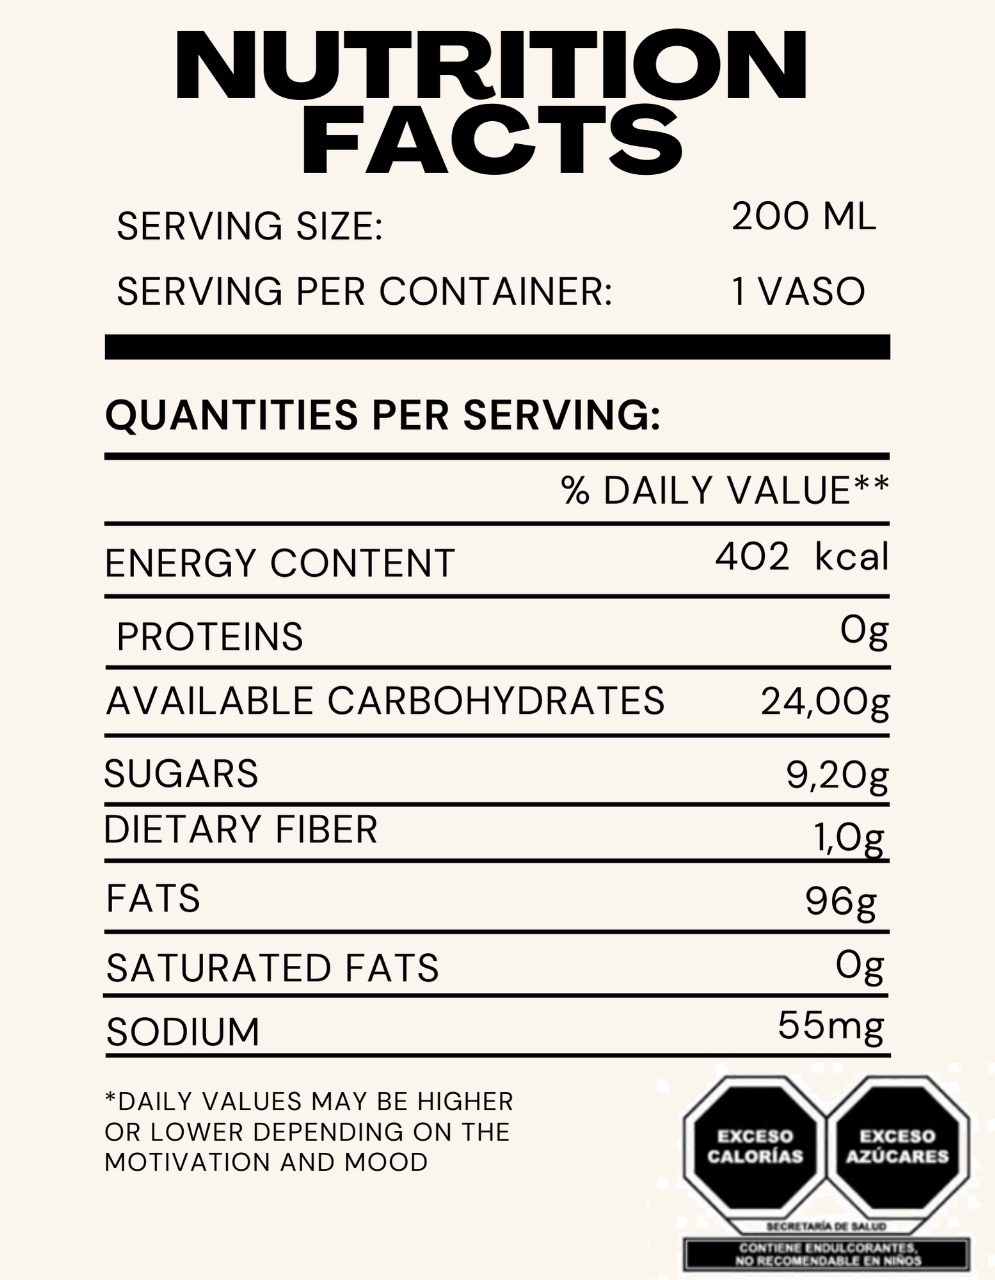 NUTRITION
FACTS
SERVING SIZE: 200 ML
SERVING PER CONTAINER: 1 VASO
QUANTITIES PER SERVING:
% DAILY VALUE**
ENERGY CONTENT 402 kcal
PROTEINS 0g
AVAILABLE CARBOHYDRATES 24,00g
SUGARS 9,20g
DIETARY FIBER 1,0g
FATS 96g
SATURATED FATS 0g
SODIUM 55mg
*DAILY VALUES MAY BE HIGHER
OR LOWER DEPENDING ON THE
MOTIVATION AND MOOD
EXCESO
CALORÍAS
EXCESO
AZÚCARES
SECRETARÍA DE SALUD
CONTIENE ENDULCORANTES,
NO RECOMENDABLE EN NIÑOS